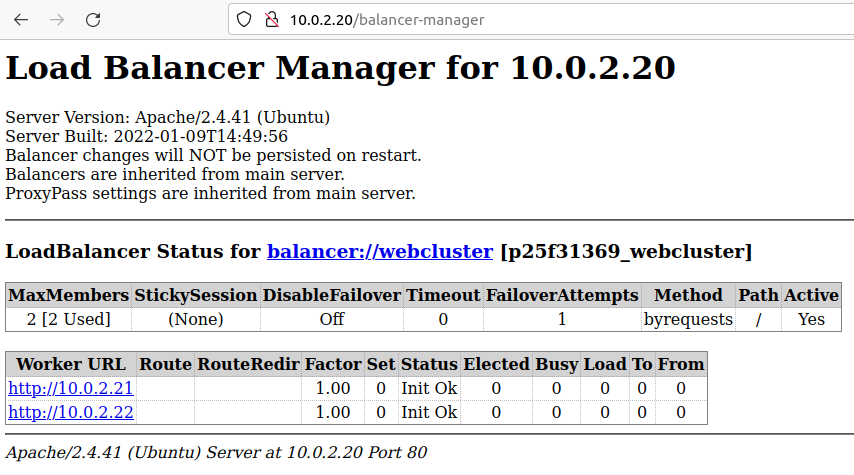 10.0.2.20/balancer-manager
Load Balancer Manager for 10.0.2.20
Server Version: Apache/2.4.41 (Ubuntu)
Server Built: 2022-01-09T14:49:56
Balancer changes will NOT be persisted on restart.
Balancers are inherited from main server.
ProxyPass settings are inherited from main server.
LoadBalancer Status for balancer://webcluster [p25f31369_webcluster]
MaxMembers StickySession DisableFailover Timeout FailoverAttempts Method Path Active
2 [2 Used] (None) Off 0 1 byrequests / Yes
Worker URL Route RouteRedir Factor Set Status Elected Busy Load To From
http://10.0.2.21 1.00 0 Init Ok 0 0 0 0 0
http://10.0.2.22 1.00 0 Init Ok 0 0 0 0 0
Apache/2.4.41 (Ubuntu) Server at 10.0.2.20 Port 80